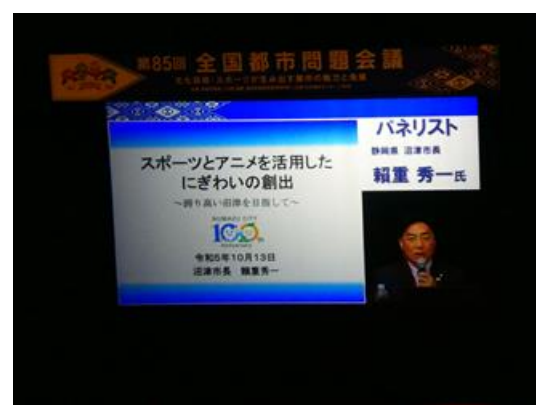 第85回 全国都市問題会議
パネリスト
静岡県 沼津市長
頼重 秀一氏
スポーツとアニメを活用した
にぎわいの創出
～誇り高い沼津を目指して～
NUMAZU CITY
100th
ANNIVERSARY
令和5年10月13日
沼津市長 頼重秀一